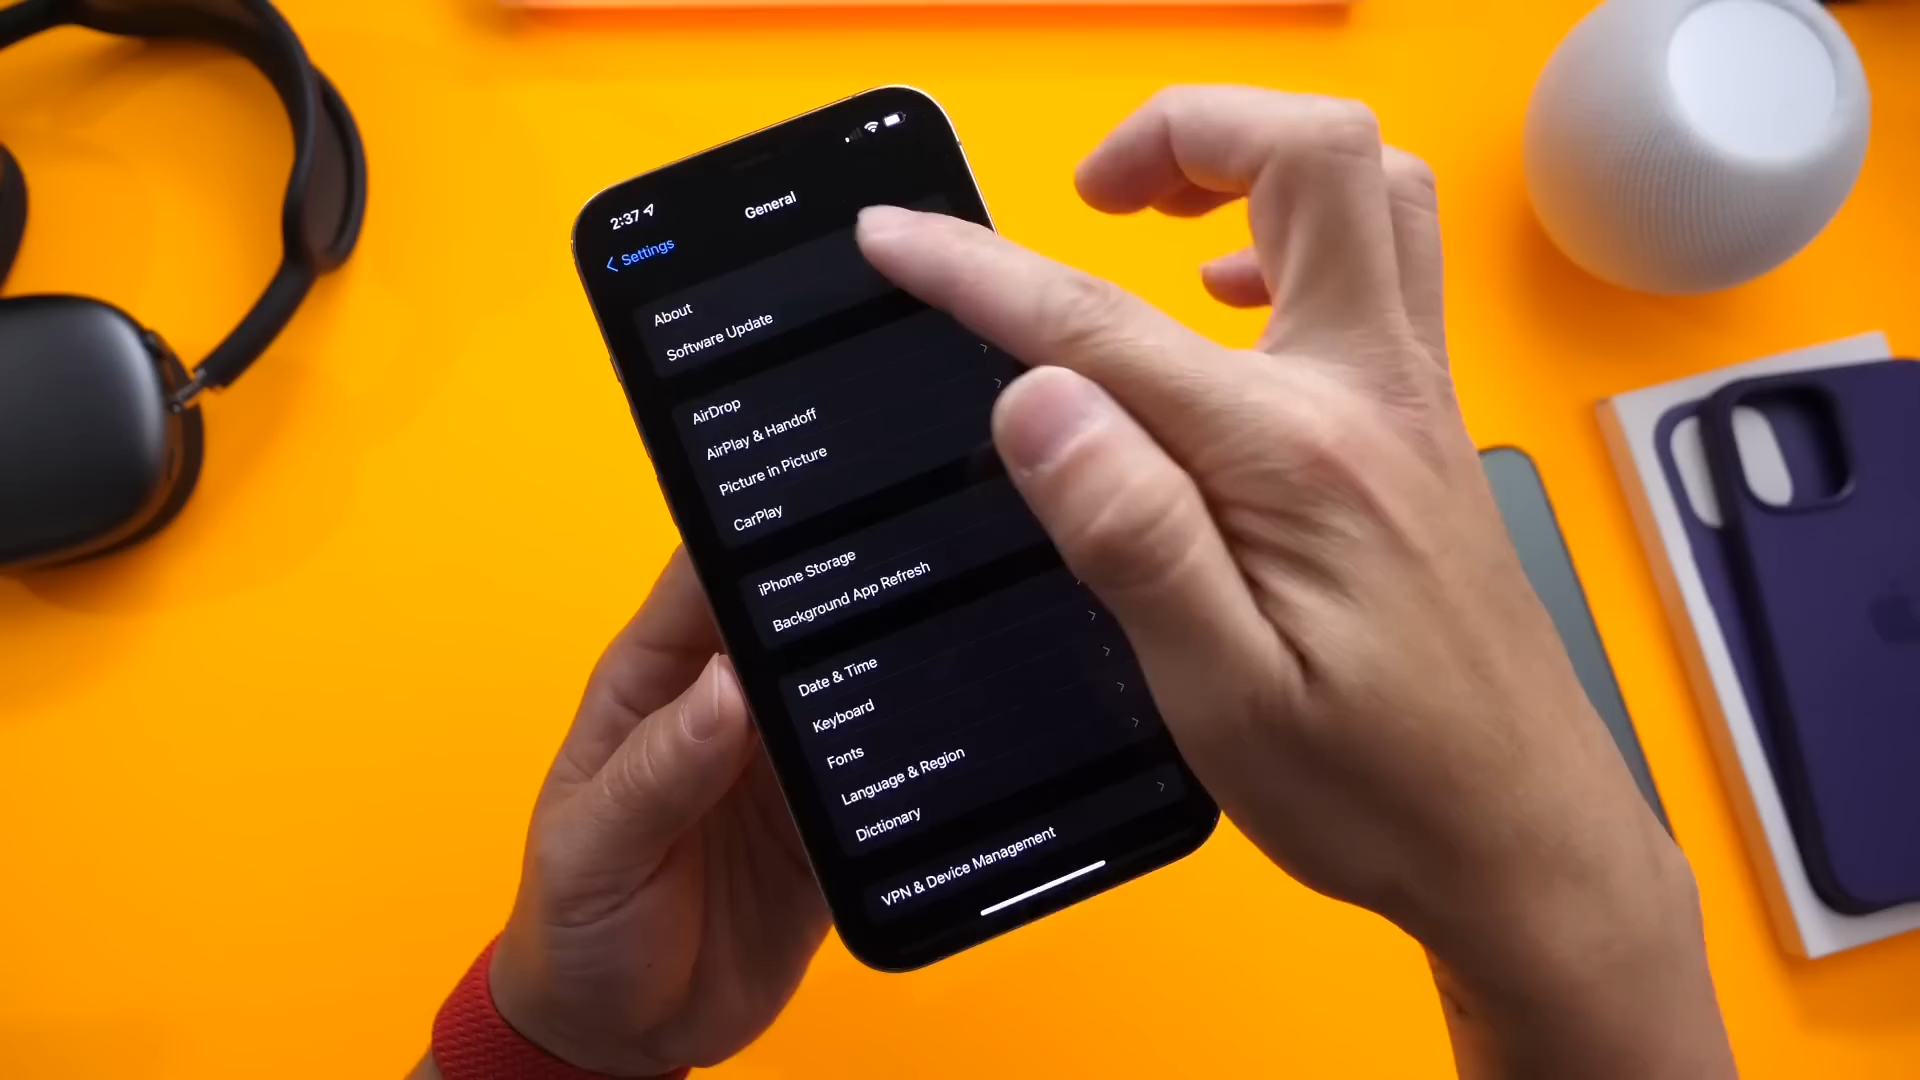 2:37
General
Settings
About
Software Update
AirDrop
AirPlay & Handoff
Picture in Picture
CarPlay
iPhone Storage
Background App Refresh
Date & Time
Keyboard
Fonts
Language & Region
Dictionary
VPN & Device Management